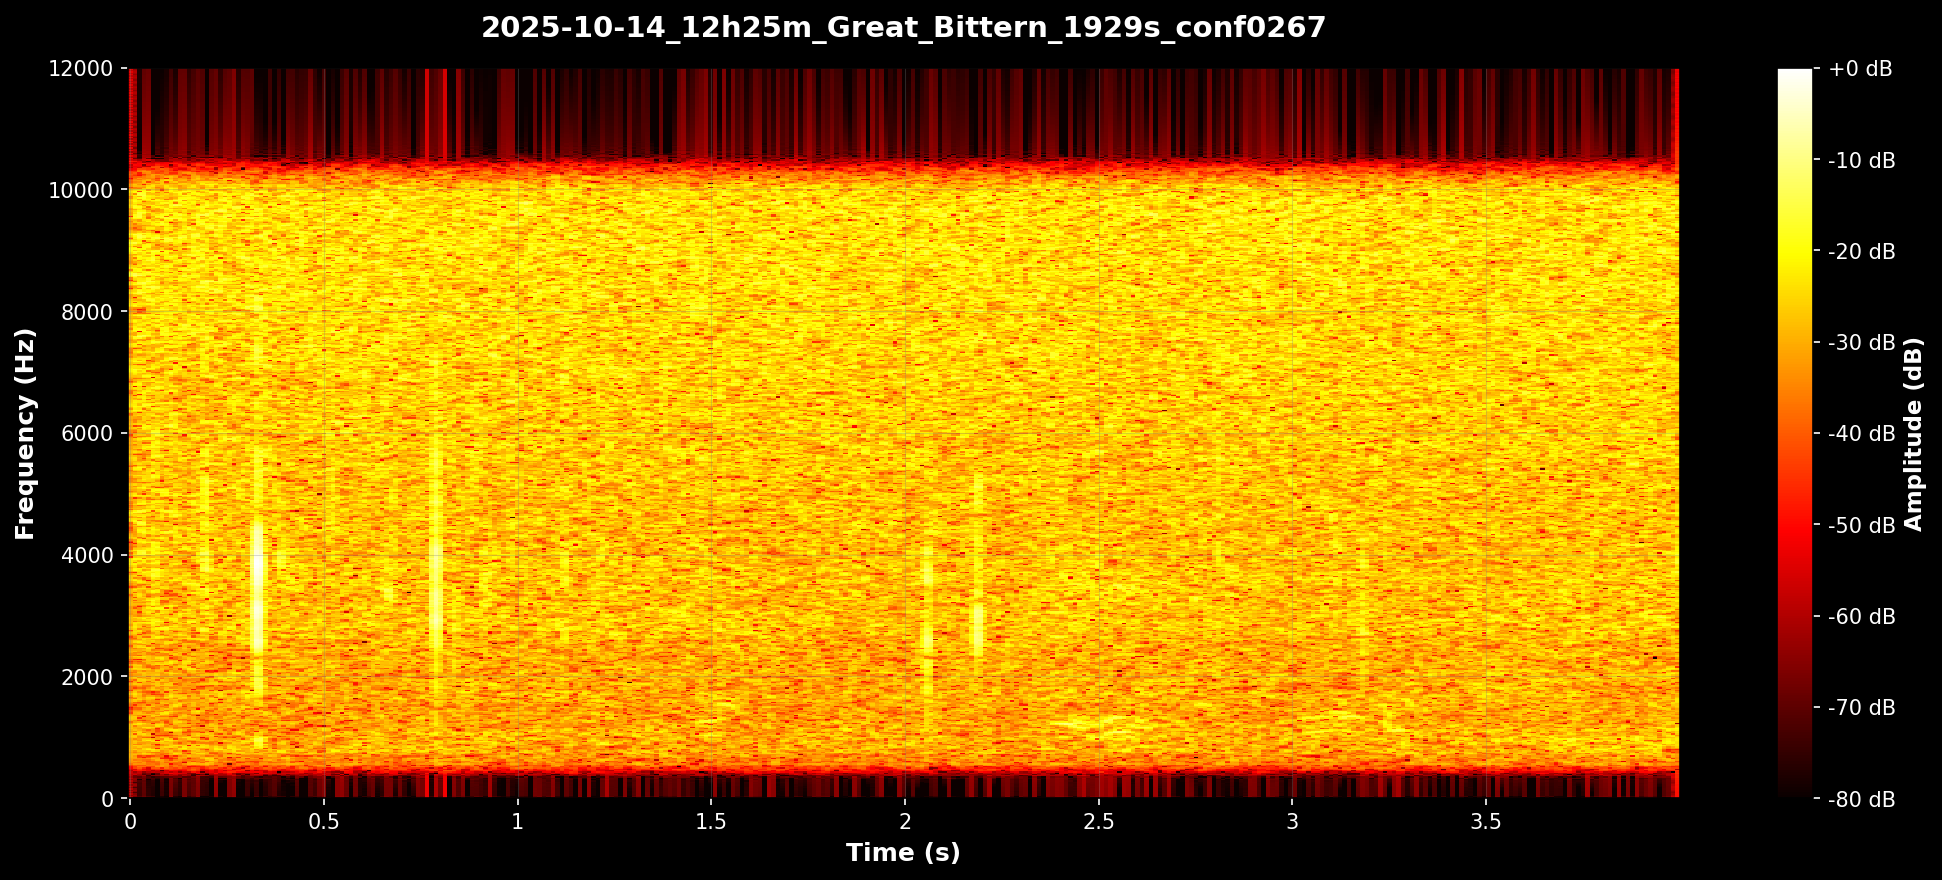 2025-10-14_12h25m_Great_Bittern_1929s_conf0267
12000
10000
8000
6000
4000
2000
0
Frequency (Hz)
0
0.5
1
1.5
2
2.5
3
3.5
Time (s)
+0 dB
-10 dB
-20 dB
-30 dB
-40 dB
-50 dB
-60 dB
-70 dB
-80 dB
Amplitude (dB)